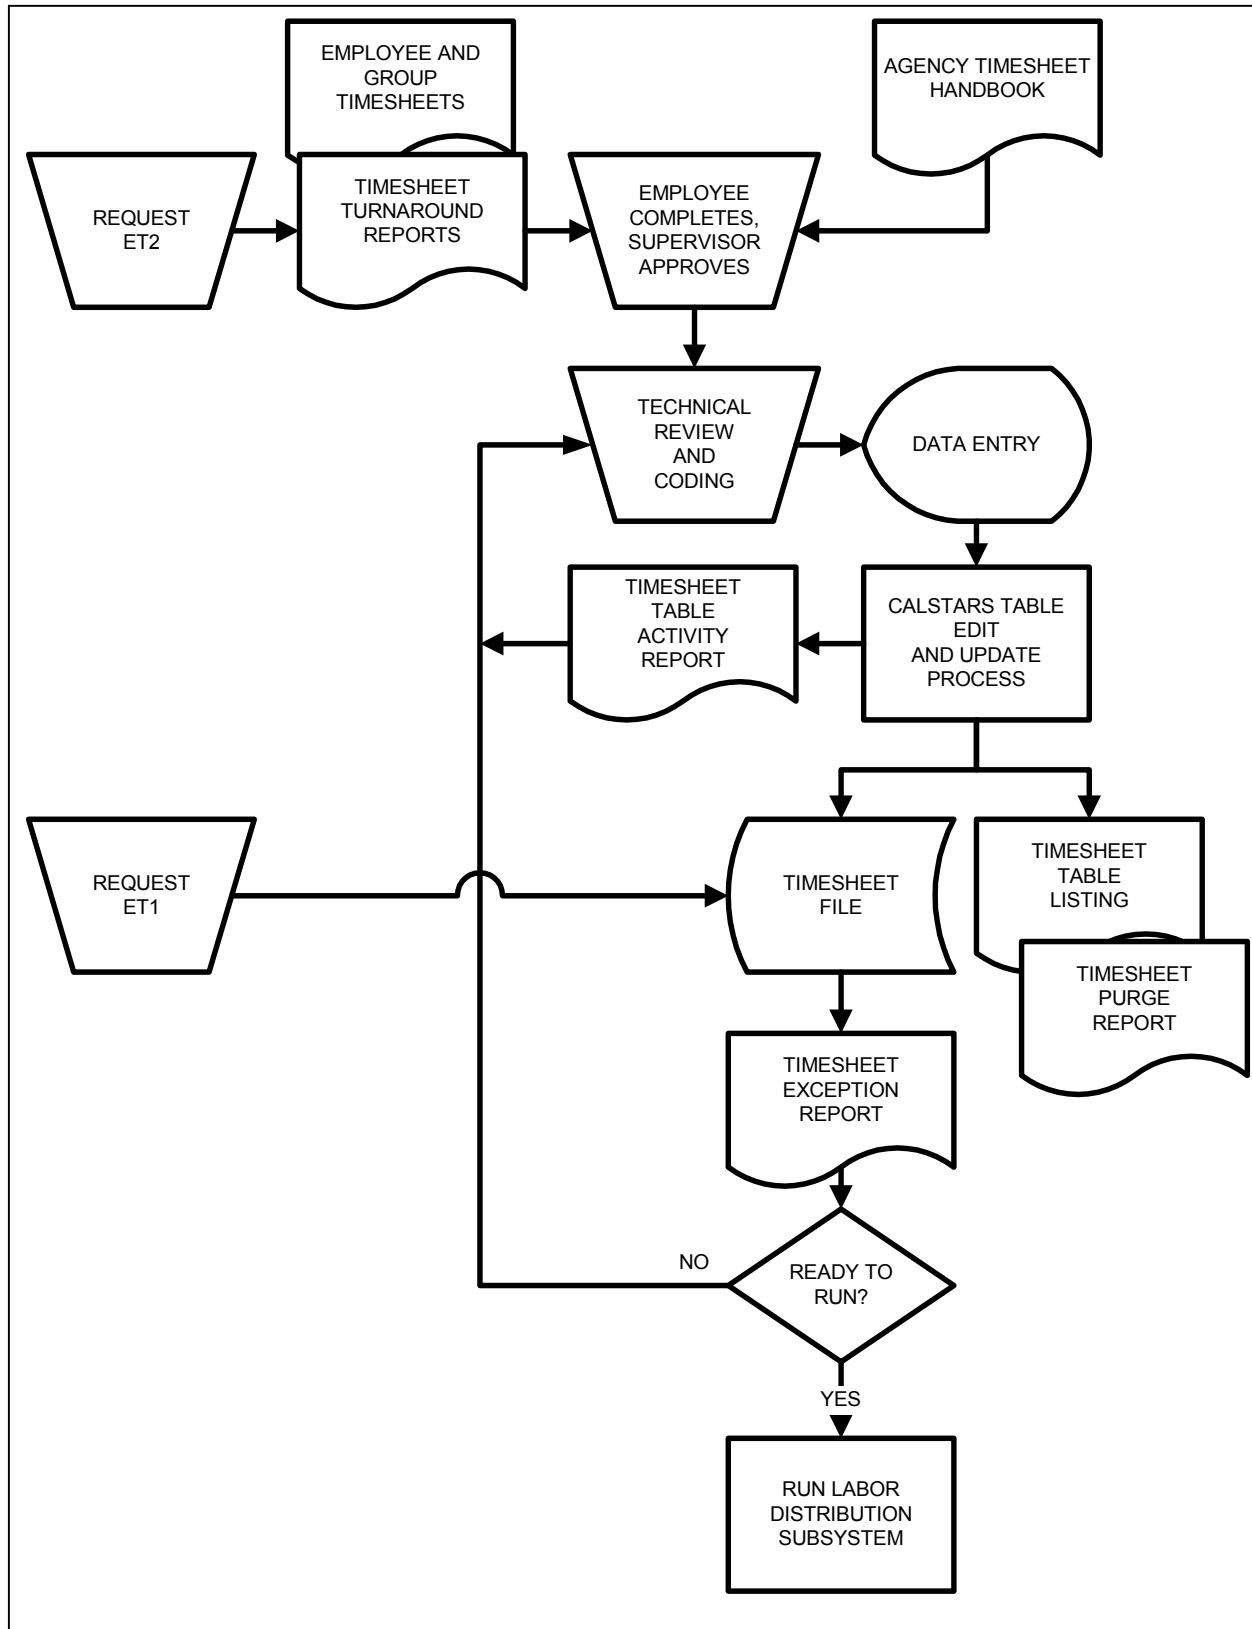 EMPLOYEE AND
GROUP
TIMESHEETS
AGENCY TIMESHEET
HANDBOOK
REQUEST
ET2
TIMESHEET
TURNAROUND
REPORTS
EMPLOYEE
COMPLETES,
SUPERVISOR
APPROVES
TECHNICAL
REVIEW
AND
CODING
DATA ENTRY
TIMESHEET
TABLE
ACTIVITY
REPORT
CALSTARS TABLE
EDIT
AND UPDATE
PROCESS
REQUEST
ET1
TIMESHEET
FILE
TIMESHEET
TABLE
LISTING
TIMESHEET
PURGE
REPORT
TIMESHEET
EXCEPTION
REPORT
NO
READY TO
RUN?
YES
RUN LABOR
DISTRIBUTION
SUBSYSTEM